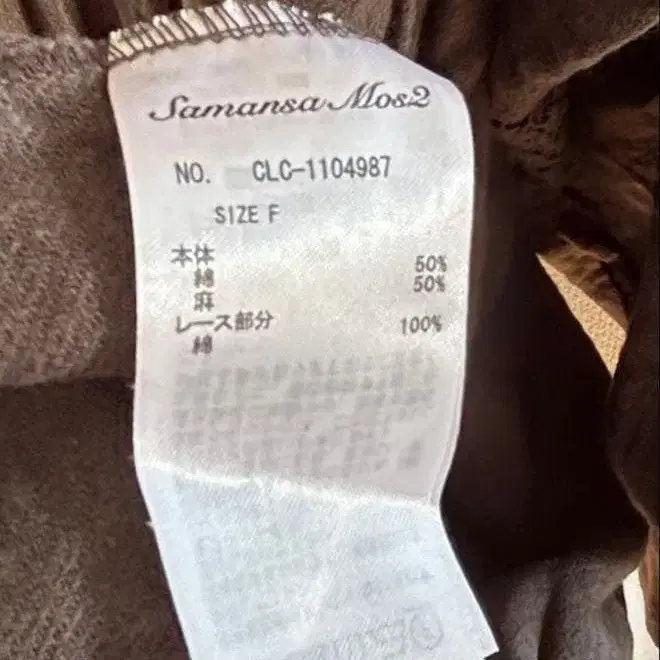 Samansa Mos2
NO. CLC-1104987
SIZE F
本体
綿 50%
麻 50%
レース部分
綿 100%